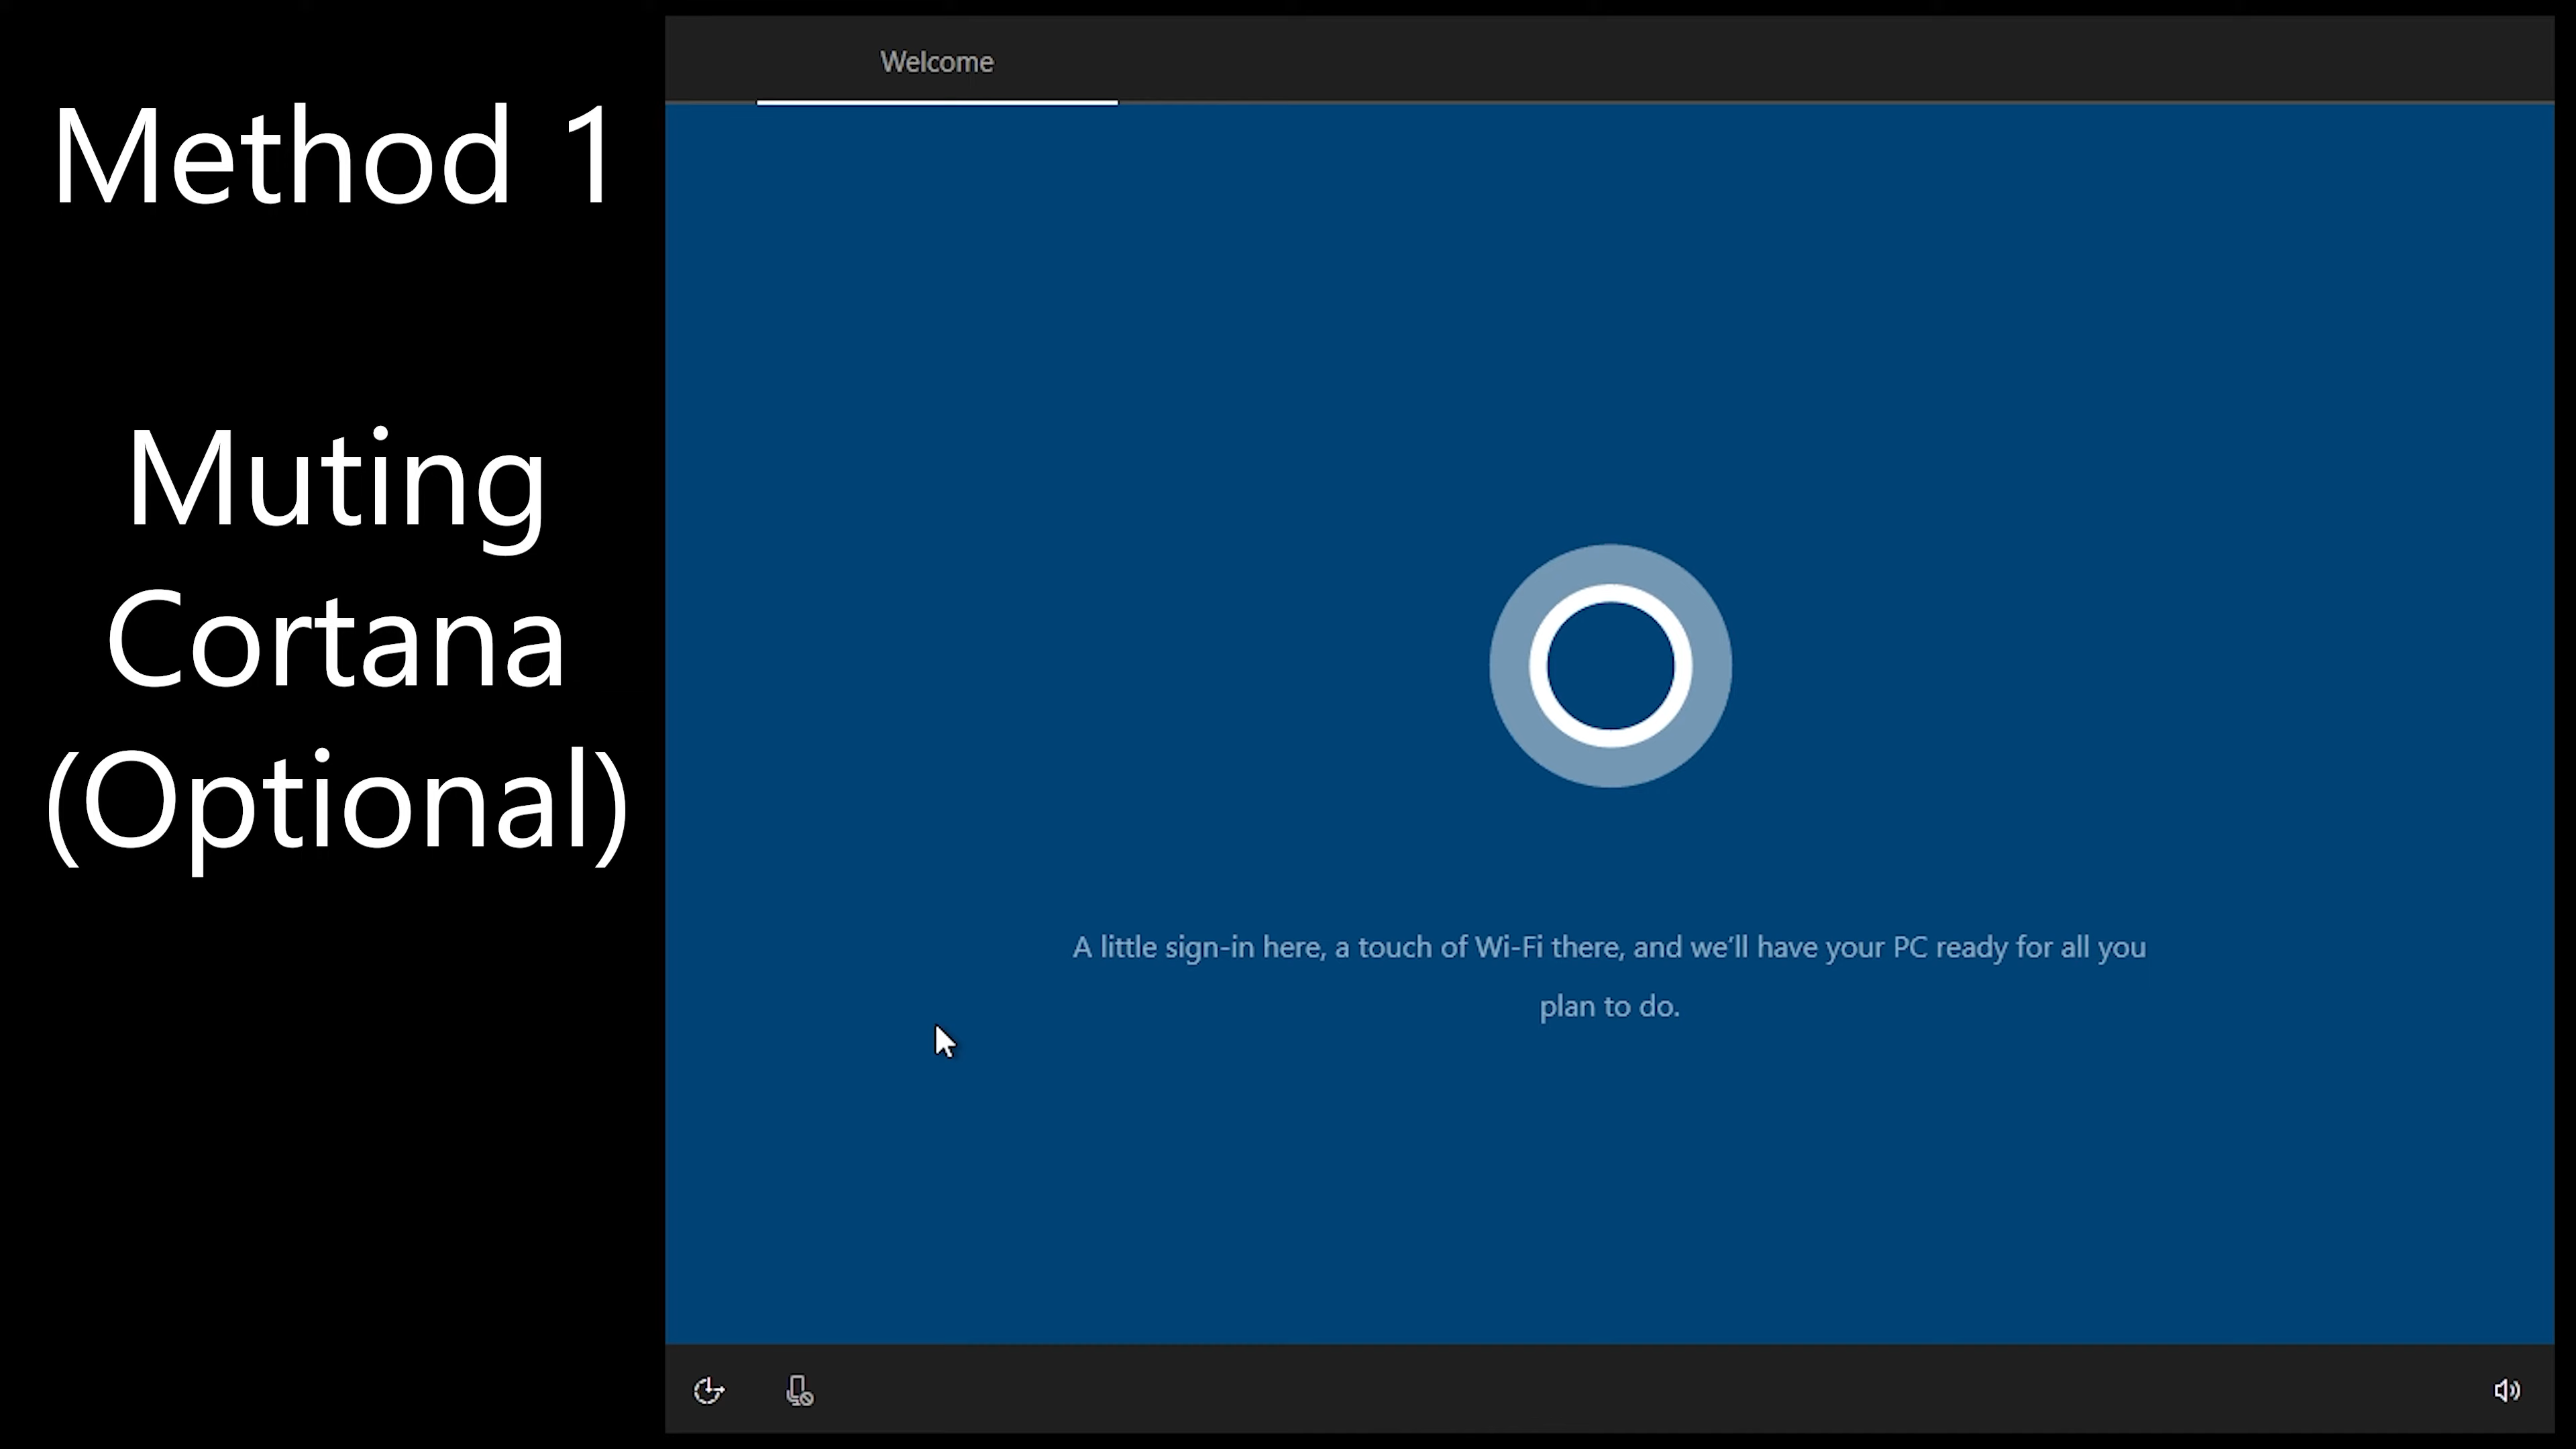 Method 1
Muting
Cortana
(Optional)
Welcome
A little sign-in here, a touch of Wi-Fi there, and we’ll have your PC ready for all you
plan to do.